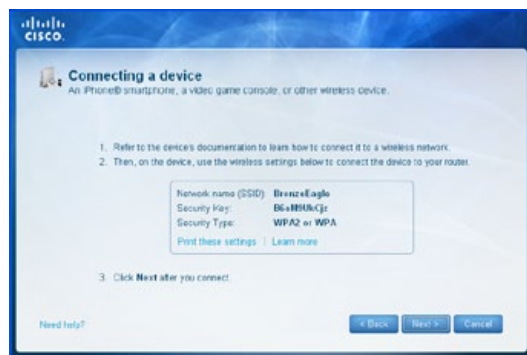 CISCO.
Connecting a device
An iPhone® smartphone, a video game console, or other wireless device.
1. Refer to the device's documentation to learn how to connect it to a wireless network.
2. Then, on the device, use the wireless settings below to connect the device to your router.
Network name (SSID): BronzeEagle
Security Key:
Security Type: WPA2 or WPA
Print these settings | Learn more
3. Click Next after you connect.
Need help?
< Back
Next >
Cancel